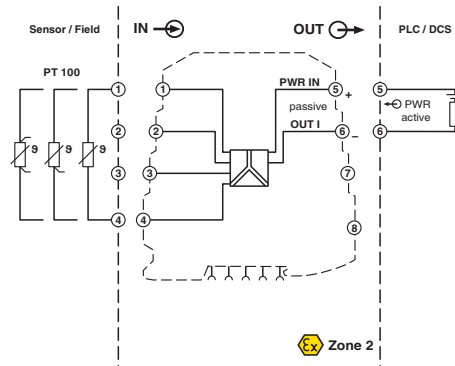 Sensor / Field
IN
OUT
PLC / DCS
PT 100
PWR IN
1
1
5
+
5
passive
PWR
active
OUT I
2
2
6
-
6
ϑ
ϑ
ϑ
3
3
7
4
4
8
Ex
Zone 2